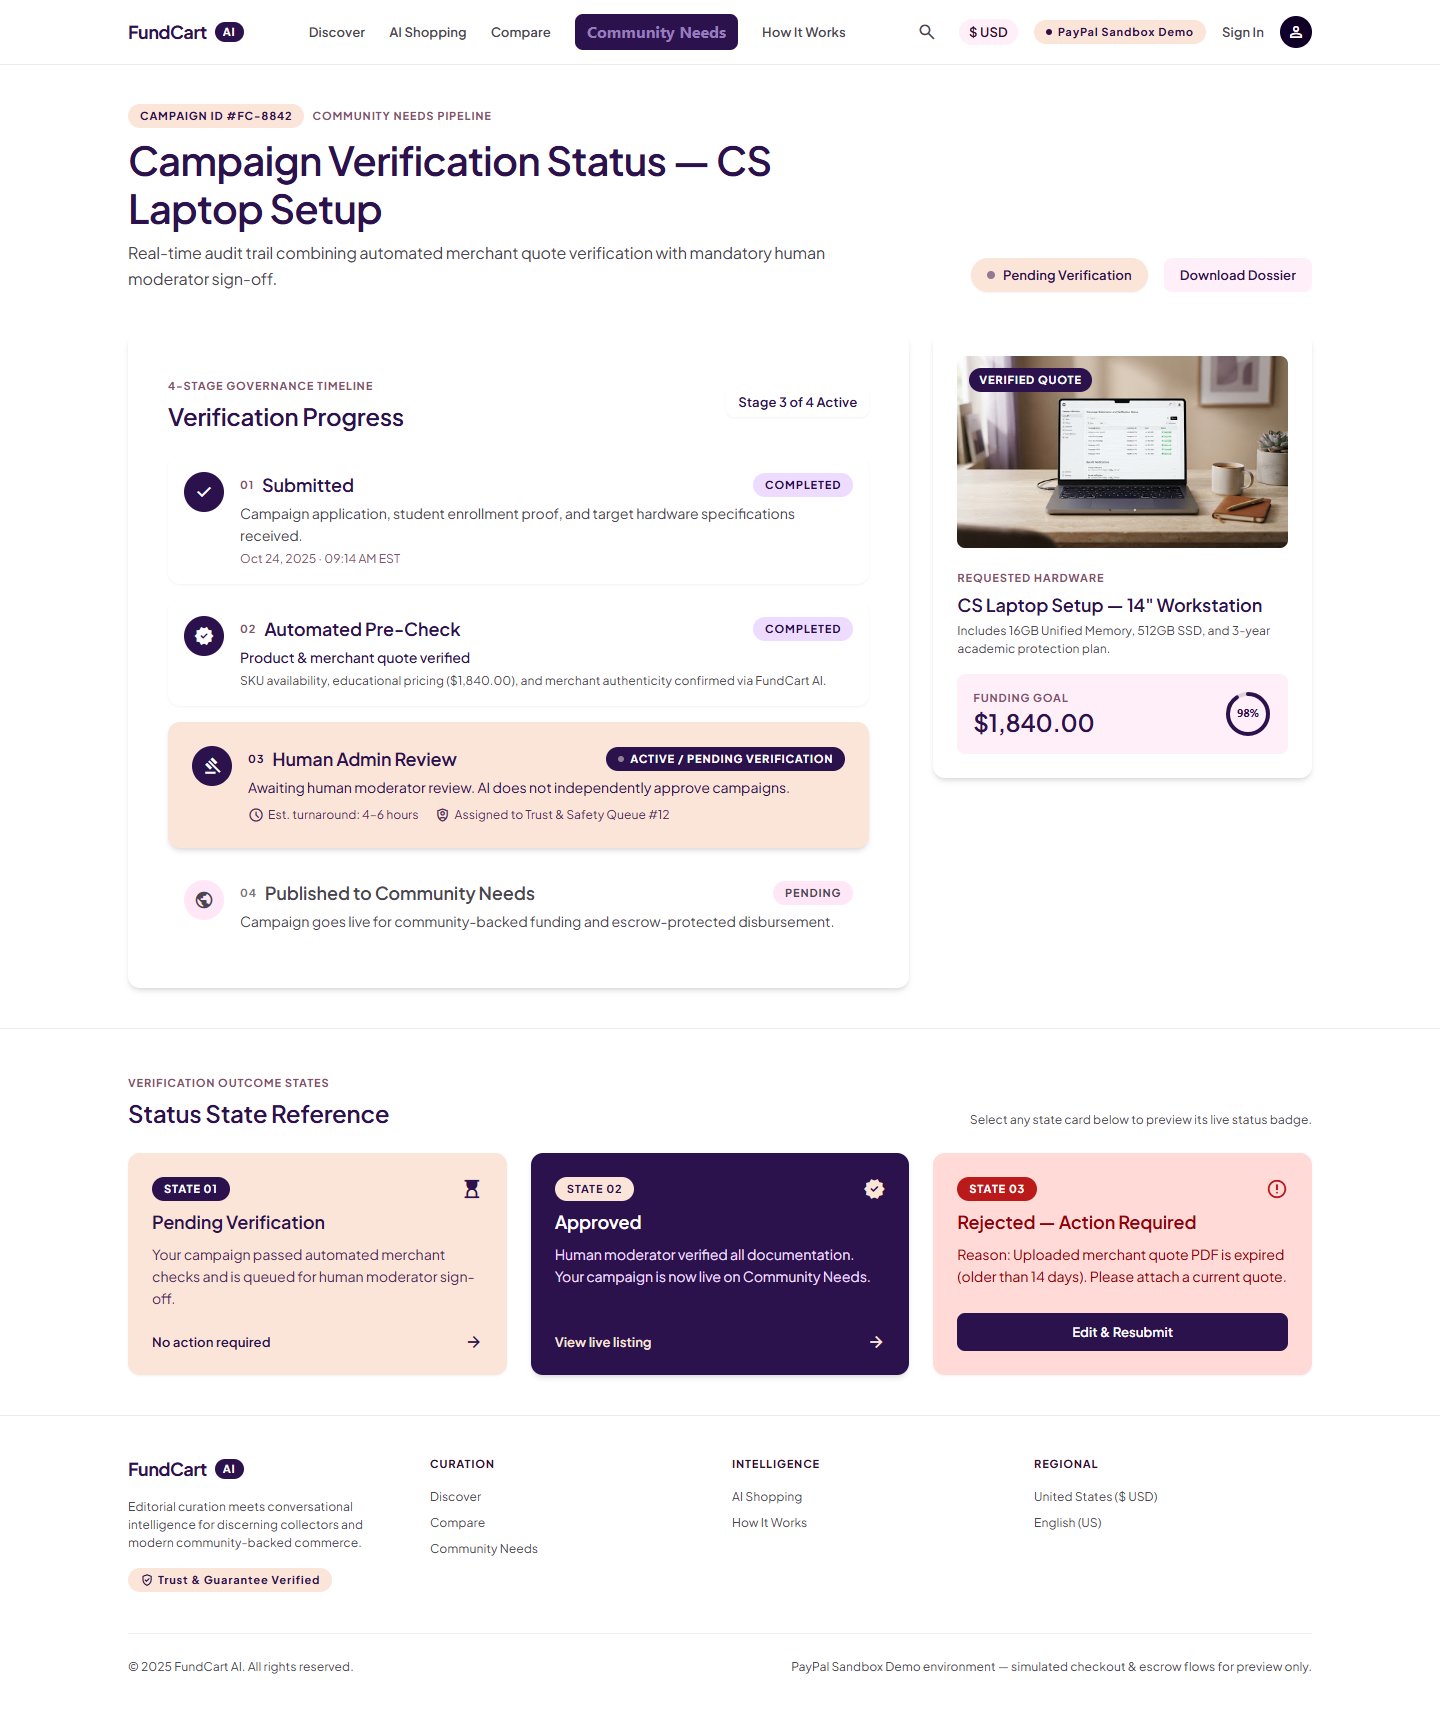 FundCart AI
Discover
AI Shopping
Compare
Community Needs
How It Works
$ USD
PayPal Sandbox Demo
Sign In
CAMPAIGN ID #FC-8842
COMMUNITY NEEDS PIPELINE
Campaign Verification Status — CS
Laptop Setup
Real-time audit trail combining automated merchant quote verification with mandatory human
moderator sign-off.
Pending Verification
Download Dossier
4-STAGE GOVERNANCE TIMELINE
Verification Progress
Stage 3 of 4 Active
01 Submitted
COMPLETED
Campaign application, student enrollment proof, and target hardware specifications
received.
Oct 24, 2025 · 09:14 AM EST
02 Automated Pre-Check
COMPLETED
Product & merchant quote verified
SKU availability, educational pricing ($1,840.00), and merchant authenticity confirmed via FundCart AI.
03 Human Admin Review
ACTIVE / PENDING VERIFICATION
Awaiting human moderator review. AI does not independently approve campaigns.
Est. turnaround: 4–6 hours
Assigned to Trust & Safety Queue #12
04 Published to Community Needs
PENDING
Campaign goes live for community-backed funding and escrow-protected disbursement.
VERIFIED QUOTE
REQUESTED HARDWARE
CS Laptop Setup — 14" Workstation
Includes 16GB Unified Memory, 512GB SSD, and 3-year
academic protection plan.
FUNDING GOAL
$1,840.00
98%
VERIFICATION OUTCOME STATES
Status State Reference
Select any state card below to preview its live status badge.
STATE 01
Pending Verification
Your campaign passed automated merchant
checks and is queued for human moderator sign-
off.
No action required
STATE 02
Approved
Human moderator verified all documentation.
Your campaign is now live on Community Needs.
View live listing
STATE 03
Rejected — Action Required
Reason: Uploaded merchant quote PDF is expired
(older than 14 days). Please attach a current quote.
Edit & Resubmit
FundCart AI
Editorial curation meets conversational
intelligence for discerning collectors and
modern community-backed commerce.
Trust & Guarantee Verified
CURATION
Discover
Compare
Community Needs
INTELLIGENCE
AI Shopping
How It Works
REGIONAL
United States ($ USD)
English (US)
© 2025 FundCart AI. All rights reserved.
PayPal Sandbox Demo environment — simulated checkout & escrow flows for preview only.